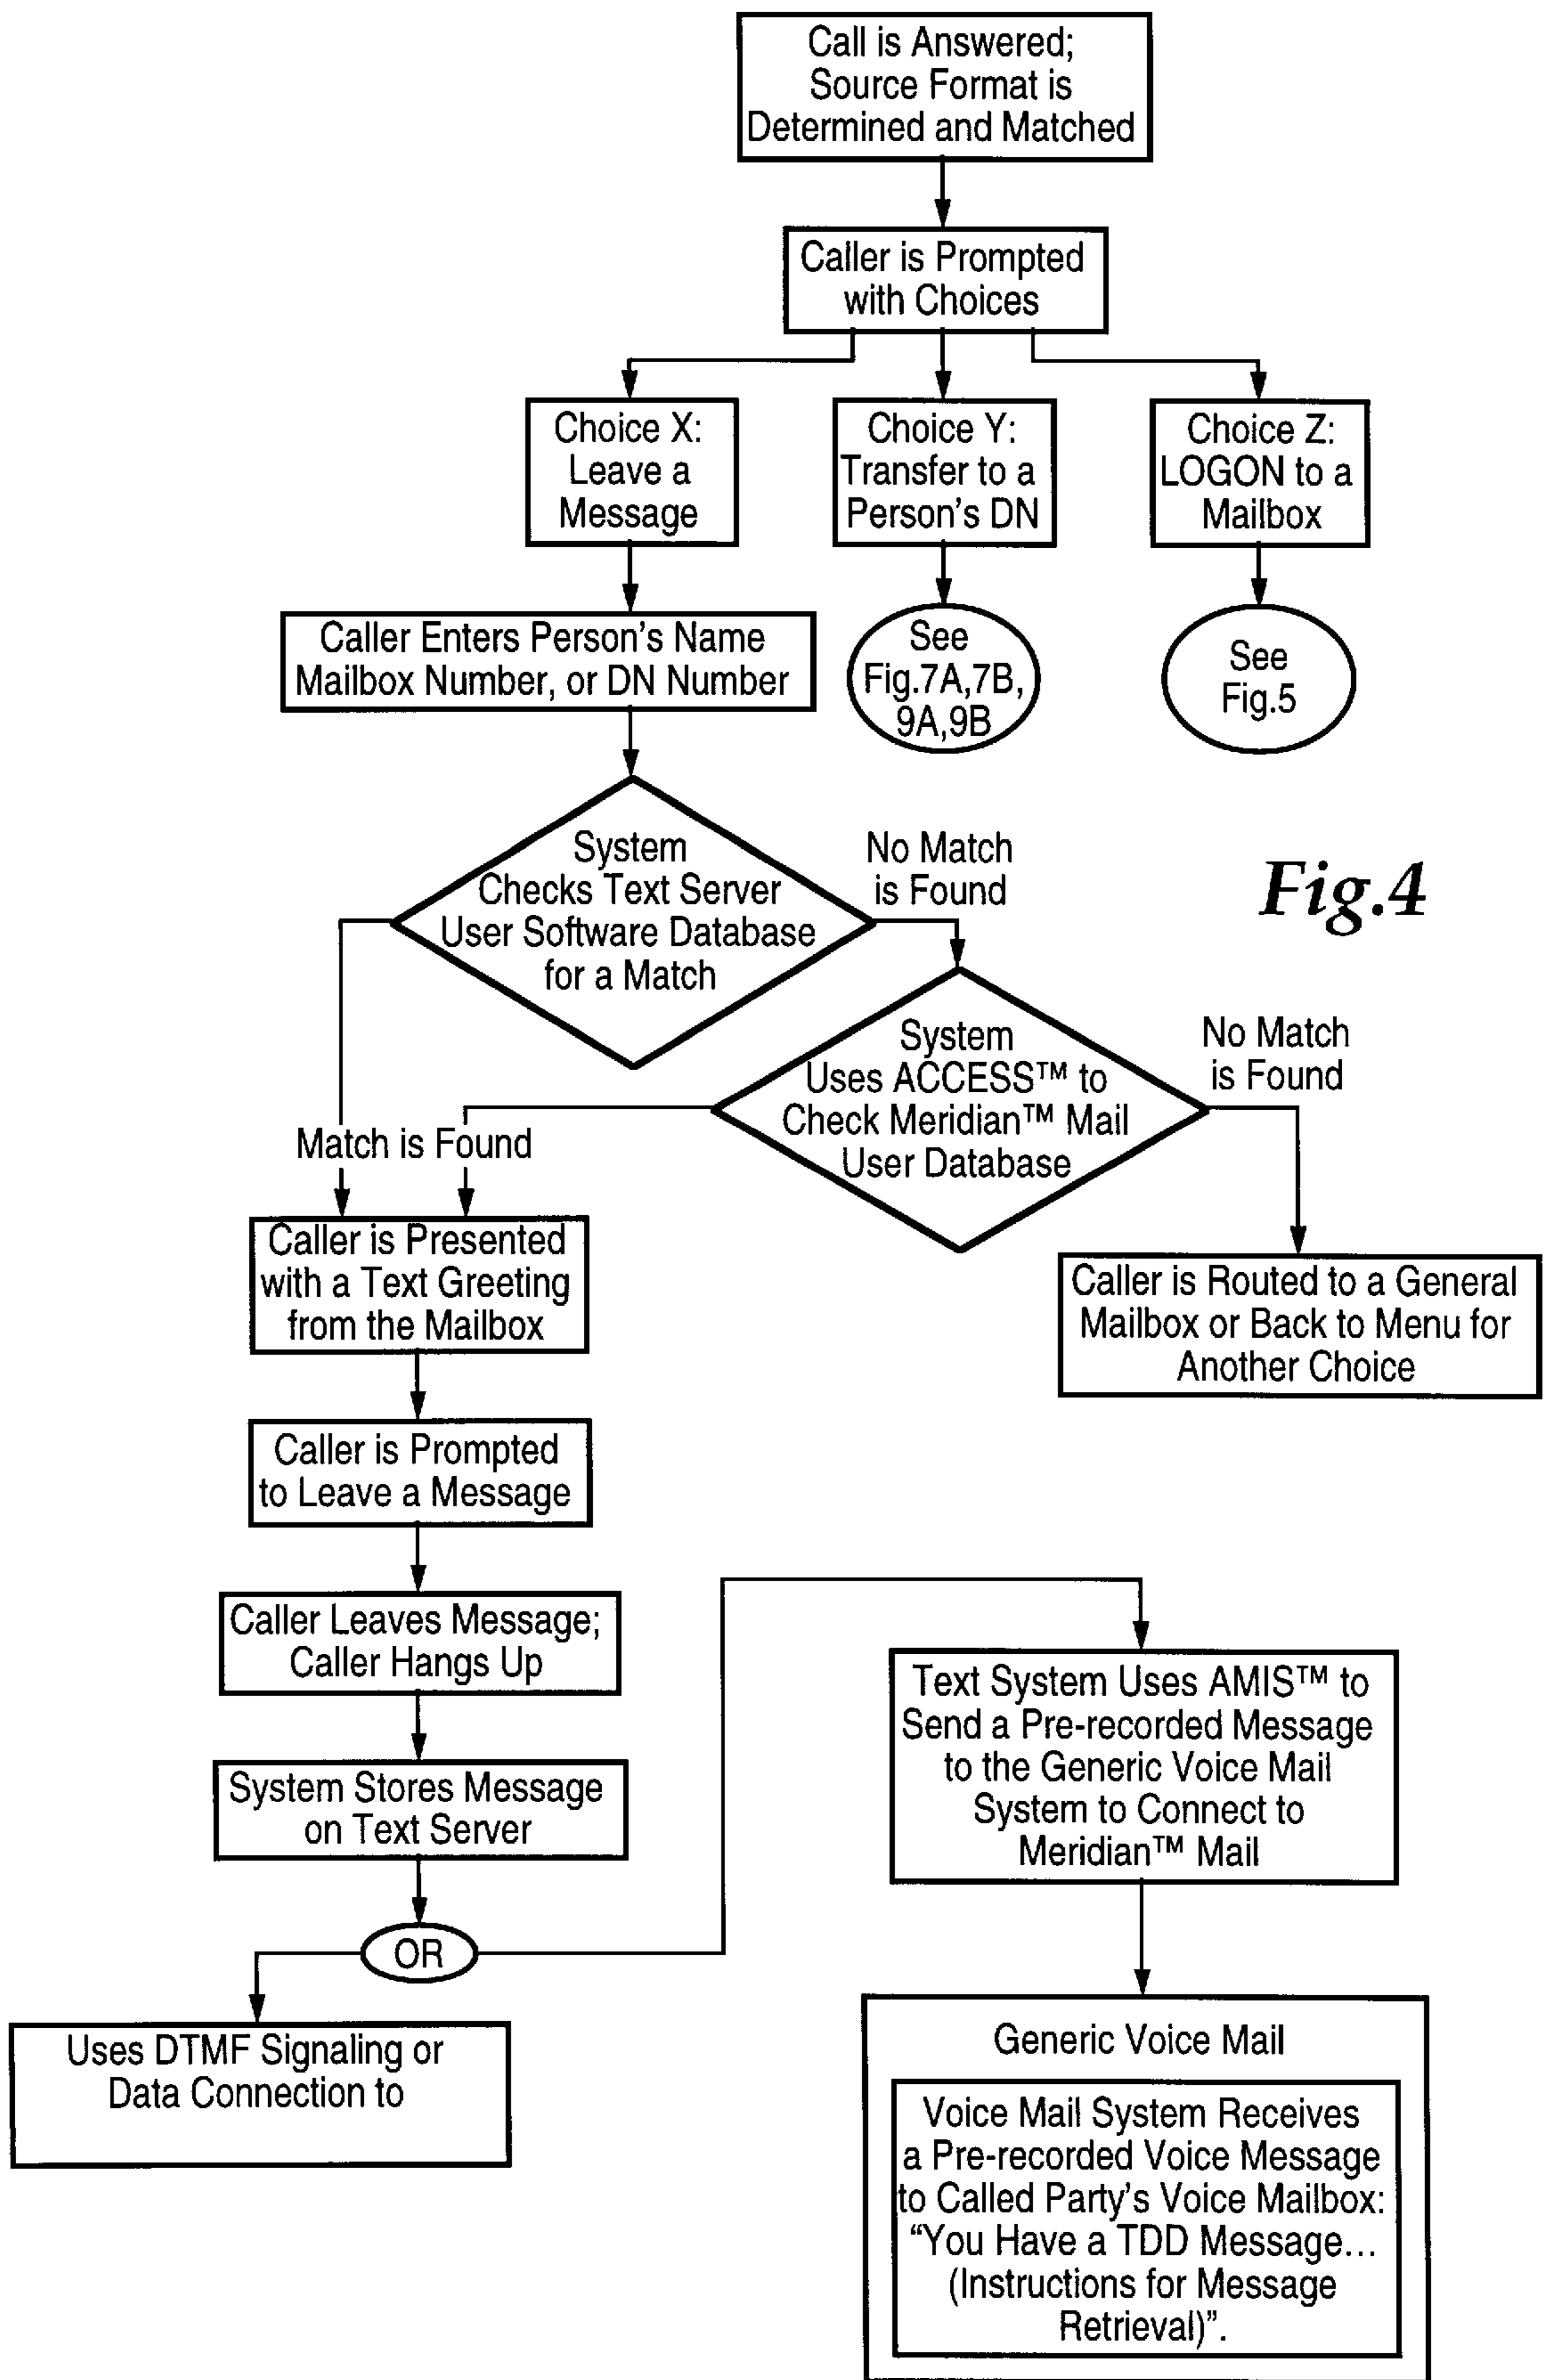 Call is Answered;
Source Format is
Determined and Matched
Caller is Prompted
with Choices
Choice X:
Leave a
Message
Choice Y:
Transfer to a
Person's DN
Choice Z:
LOGON to a
Mailbox
Caller Enters Person's Name
Mailbox Number, or DN Number
See
Fig.7A,7B,
9A,9B
See
Fig.5
System
Checks Text Server
User Software Database
for a Match
No Match
is Found
Fig.4
System
Uses ACCESS™ to
Check Meridian™ Mail
User Database
No Match
is Found
Match is Found
Caller is Presented
with a Text Greeting
from the Mailbox
Caller is Routed to a General
Mailbox or Back to Menu for
Another Choice
Caller is Prompted
to Leave a Message
Caller Leaves Message;
Caller Hangs Up
System Stores Message
on Text Server
OR
Text System Uses AMIS™ to
Send a Pre-recorded Message
to the Generic Voice Mail
System to Connect to
Meridian™ Mail
Uses DTMF Signaling or
Data Connection to
Generic Voice Mail
Voice Mail System Receives
a Pre-recorded Voice Message
to Called Party's Voice Mailbox:
“You Have a TDD Message…
(Instructions for Message
Retrieval)”.